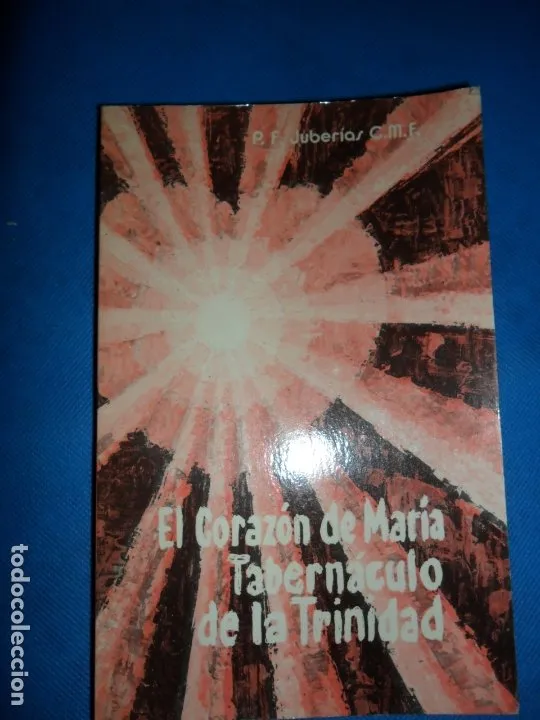 P. F. Juberías C.M.F.
El Corazón de María
Tabernáculo
de la Trinidad
todocoleccion